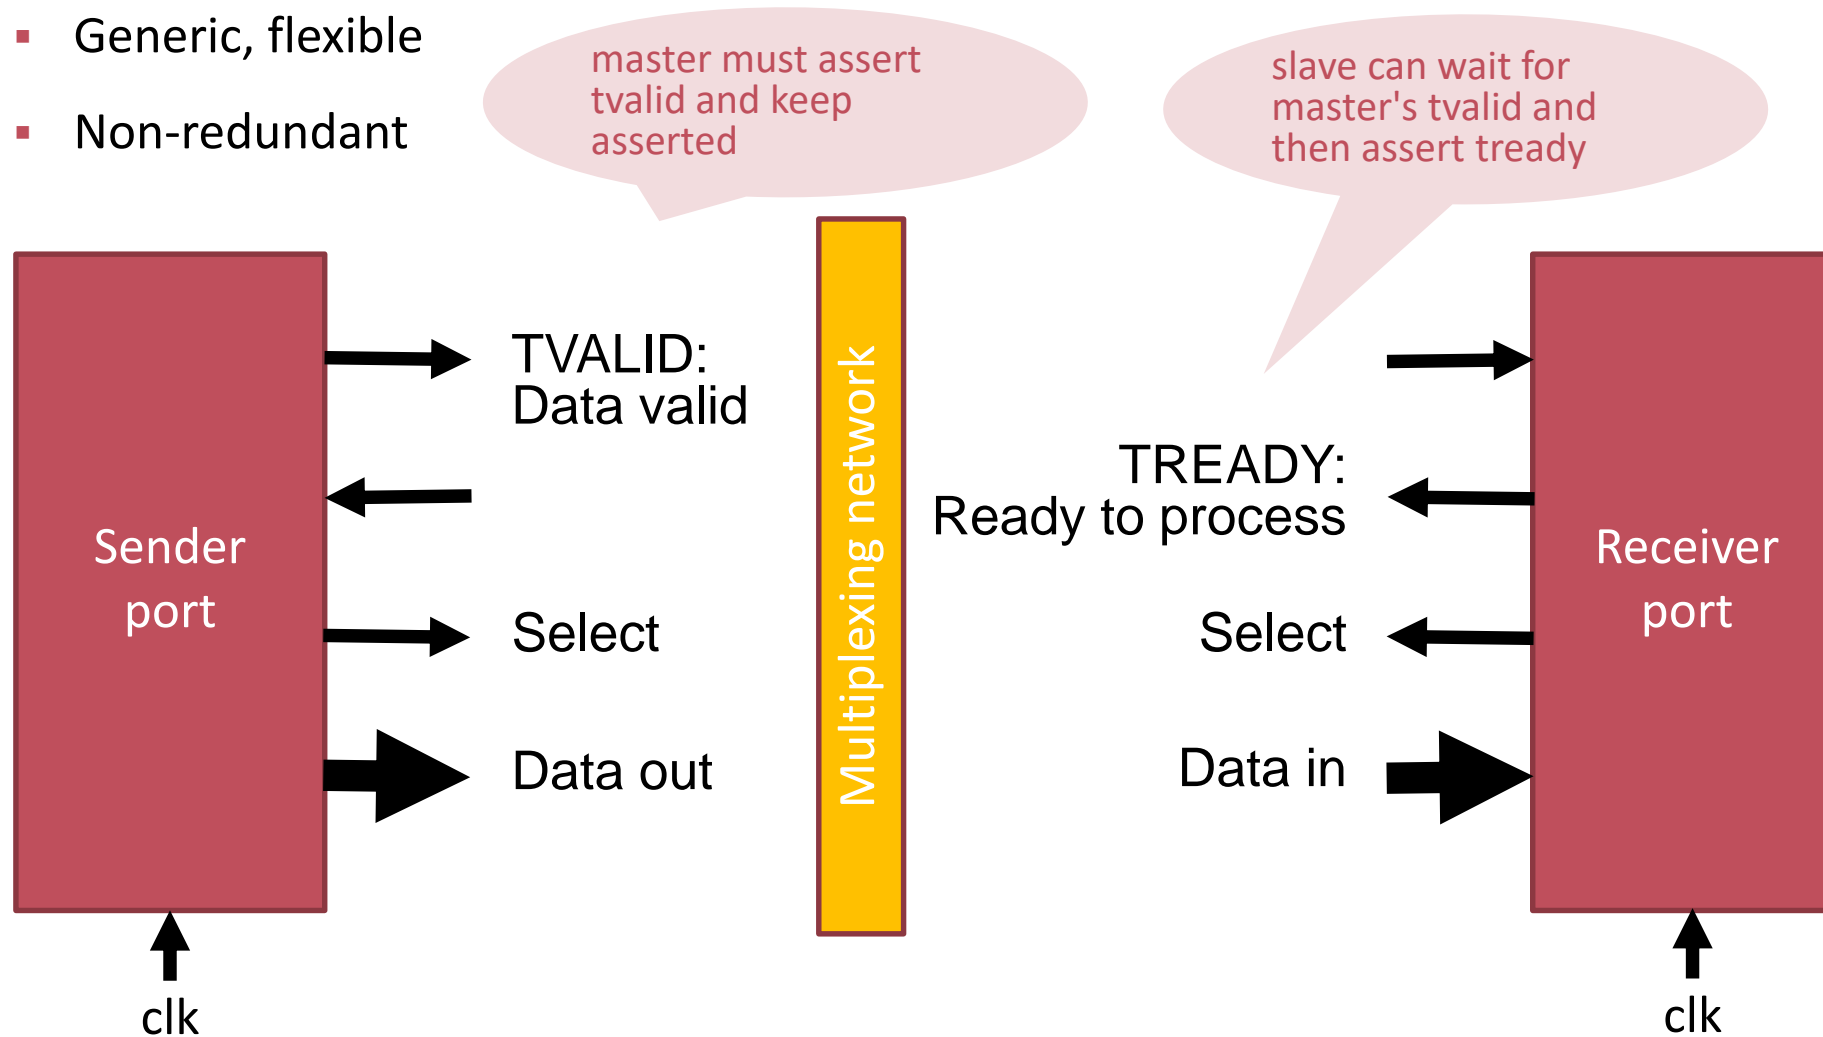 ▪ Generic, flexible
▪ Non-redundant
master must assert
tvalid and keep
asserted
slave can wait for
master's tvalid and
then assert tready
Sender
port
TVALID:
Data valid
Select
Data out
Multiplexing network
TREADY:
Ready to process
Select
Data in
Receiver
port
clk
clk